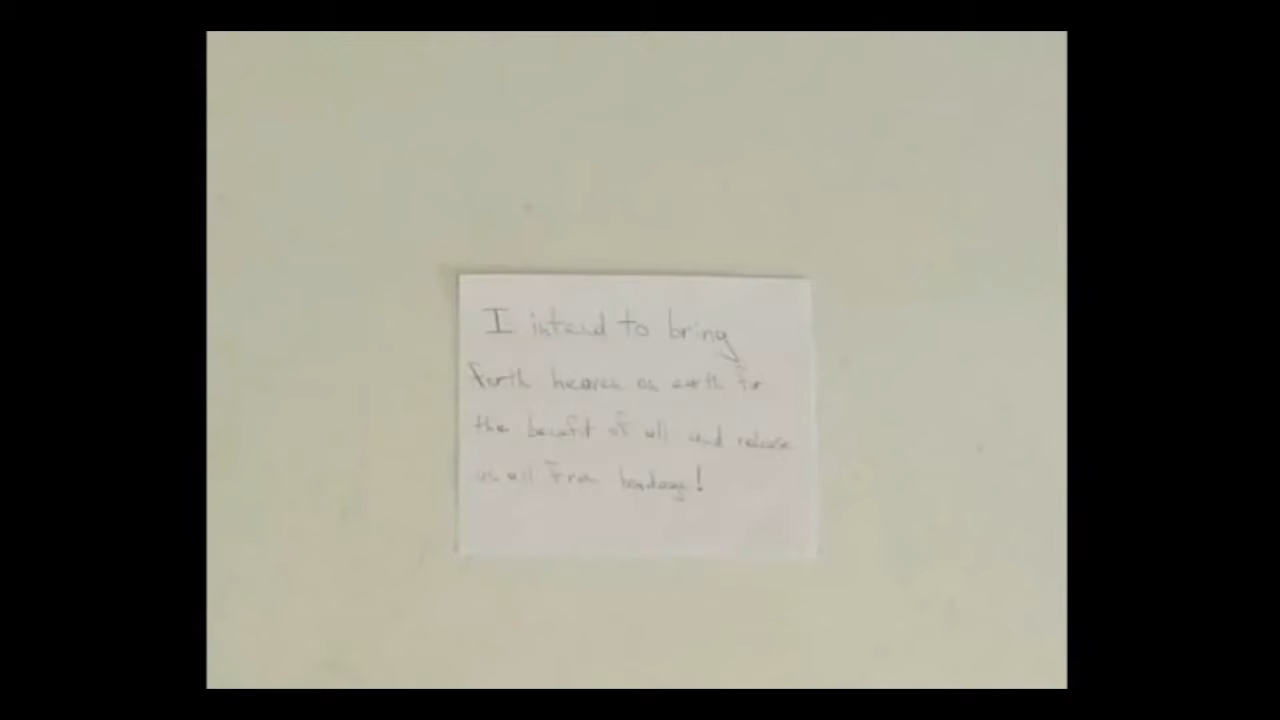 I intend to bring
forth heaven on earth for
the benefit of all and release
us all from bondage!